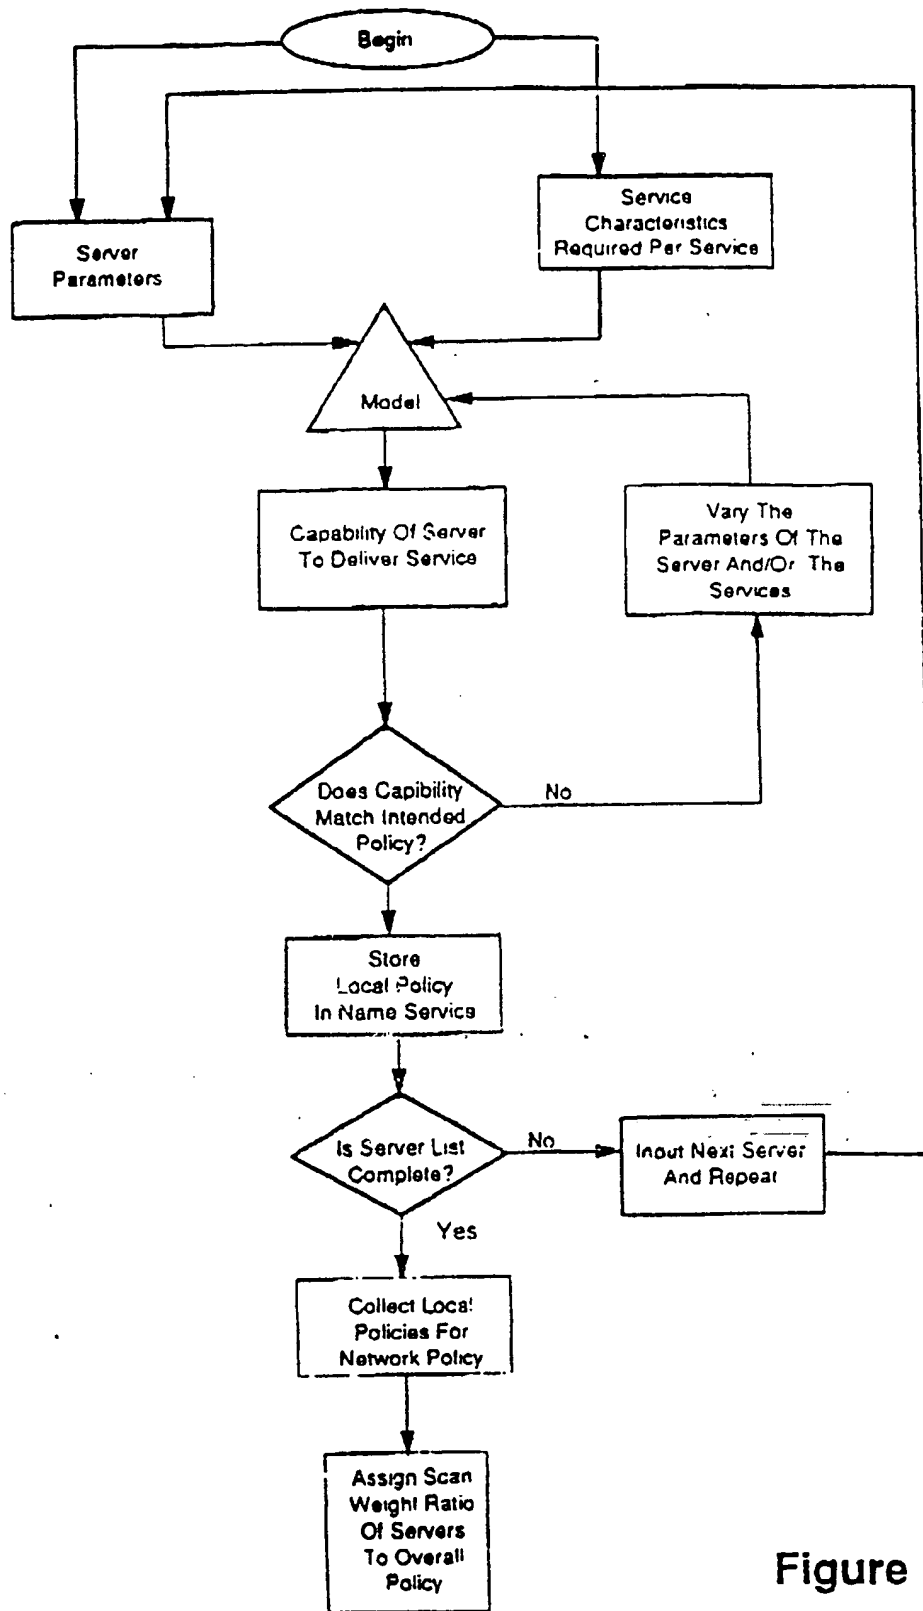 Begin
Service
Characteristics
Required Per Service
Server
Parameters
Model
Capability Of Server
To Deliver Service
Vary The
Parameters Of The
Server And/Or The
Services
Does Capibility
Match Intended
Policy?
No
Store
Local Policy
In Name Service
Is Server List
Complete?
No
Input Next Server
And Repeat
Yes
Collect Local
Policies For
Network Policy
Assign Scan
Weight Ratio
Of Servers
To Overall
Policy
Figure